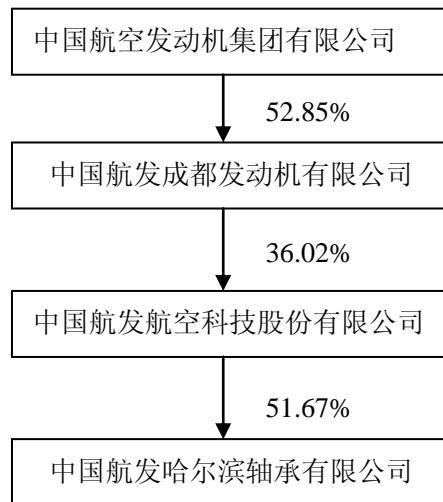 中国航空发动机集团有限公司
52.85%
中国航发成都发动机有限公司
36.02%
中国航发航空科技股份有限公司
51.67%
中国航发哈尔滨轴承有限公司